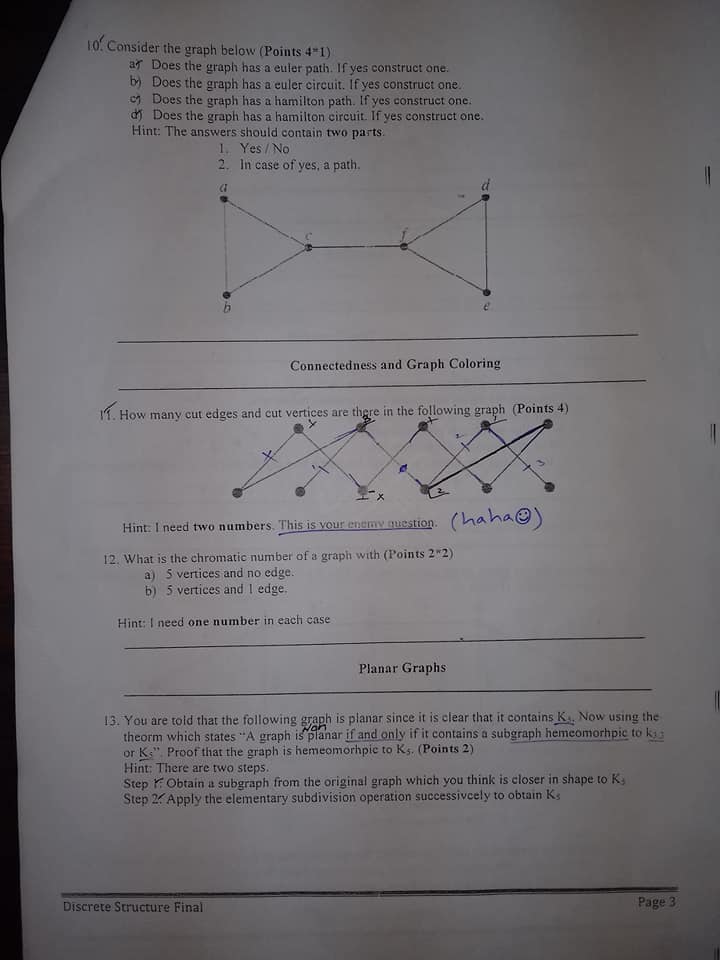 10. Consider the graph below (Points 4*1)
a) Does the graph has a euler path. If yes construct one.
b) Does the graph has a euler circuit. If yes construct one.
c) Does the graph has a hamilton path. If yes construct one.
d) Does the graph has a hamilton circuit. If yes construct one.
Hint: The answers should contain two parts.
1. Yes / No
2. In case of yes, a path.
a d
c f
b e
Connectedness and Graph Coloring
11. How many cut edges and cut vertices are there in the following graph (Points 4)
Hint: I need two numbers. This is your enemy question. (haha☺)
12. What is the chromatic number of a graph with (Points 2*2)
a) 5 vertices and no edge.
b) 5 vertices and 1 edge.
Hint: I need one number in each case
Planar Graphs
13. You are told that the following graph is planar since it is clear that it contains K₅. Now using the
Non
theorm which states “A graph is planar if and only if it contains a subgraph hemeomorhpic to k₃,₃
or K₅”. Proof that the graph is hemeomorhpic to K₅. (Points 2)
Hint: There are two steps.
Step 1: Obtain a subgraph from the original graph which you think is closer in shape to K₅
Step 2: Apply the elementary subdivision operation successivcely to obtain K₅
Discrete Structure Final Page 3